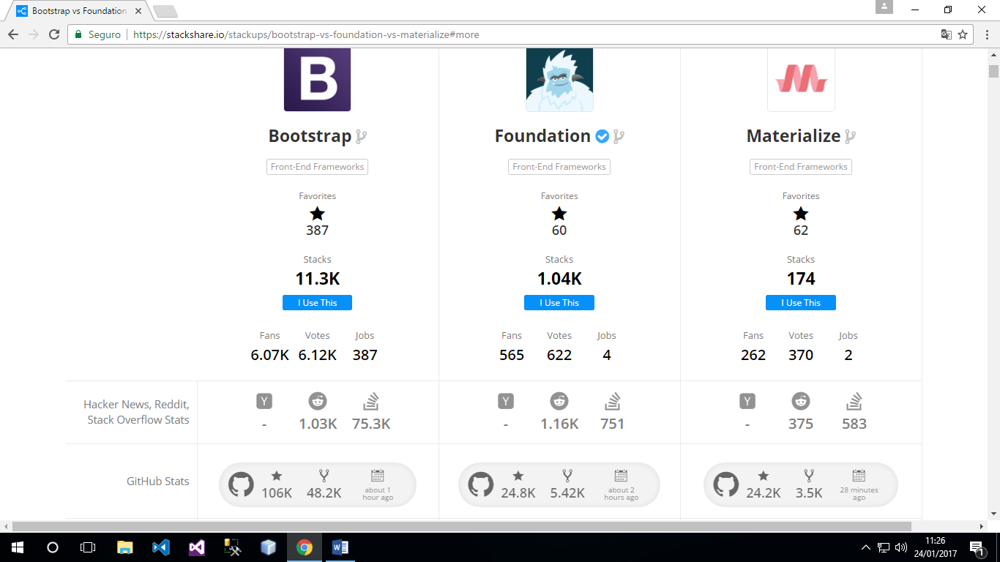 Bootstrap vs Foundation
Seguro https://stackshare.io/stackups/bootstrap-vs-foundation-vs-materialize#more
B
Bootstrap Foundation Materialize
Front-End Frameworks Front-End Frameworks Front-End Frameworks
Favorites Favorites Favorites
387 60 62
Stacks Stacks Stacks
11.3K 1.04K 174
I Use This I Use This I Use This
Fans Votes Jobs Fans Votes Jobs Fans Votes Jobs
6.07K 6.12K 387 565 622 4 262 370 2
Hacker News, Reddit,
Stack Overflow Stats
Y Y Y
- 1.03K 75.3K - 1.16K 751 - 375 583
GitHub Stats
106K 48.2K about 1
hour ago
24.8K 5.42K about 2
hours ago
24.2K 3.5K 28 minutes
ago
11:26
24/01/2017
1